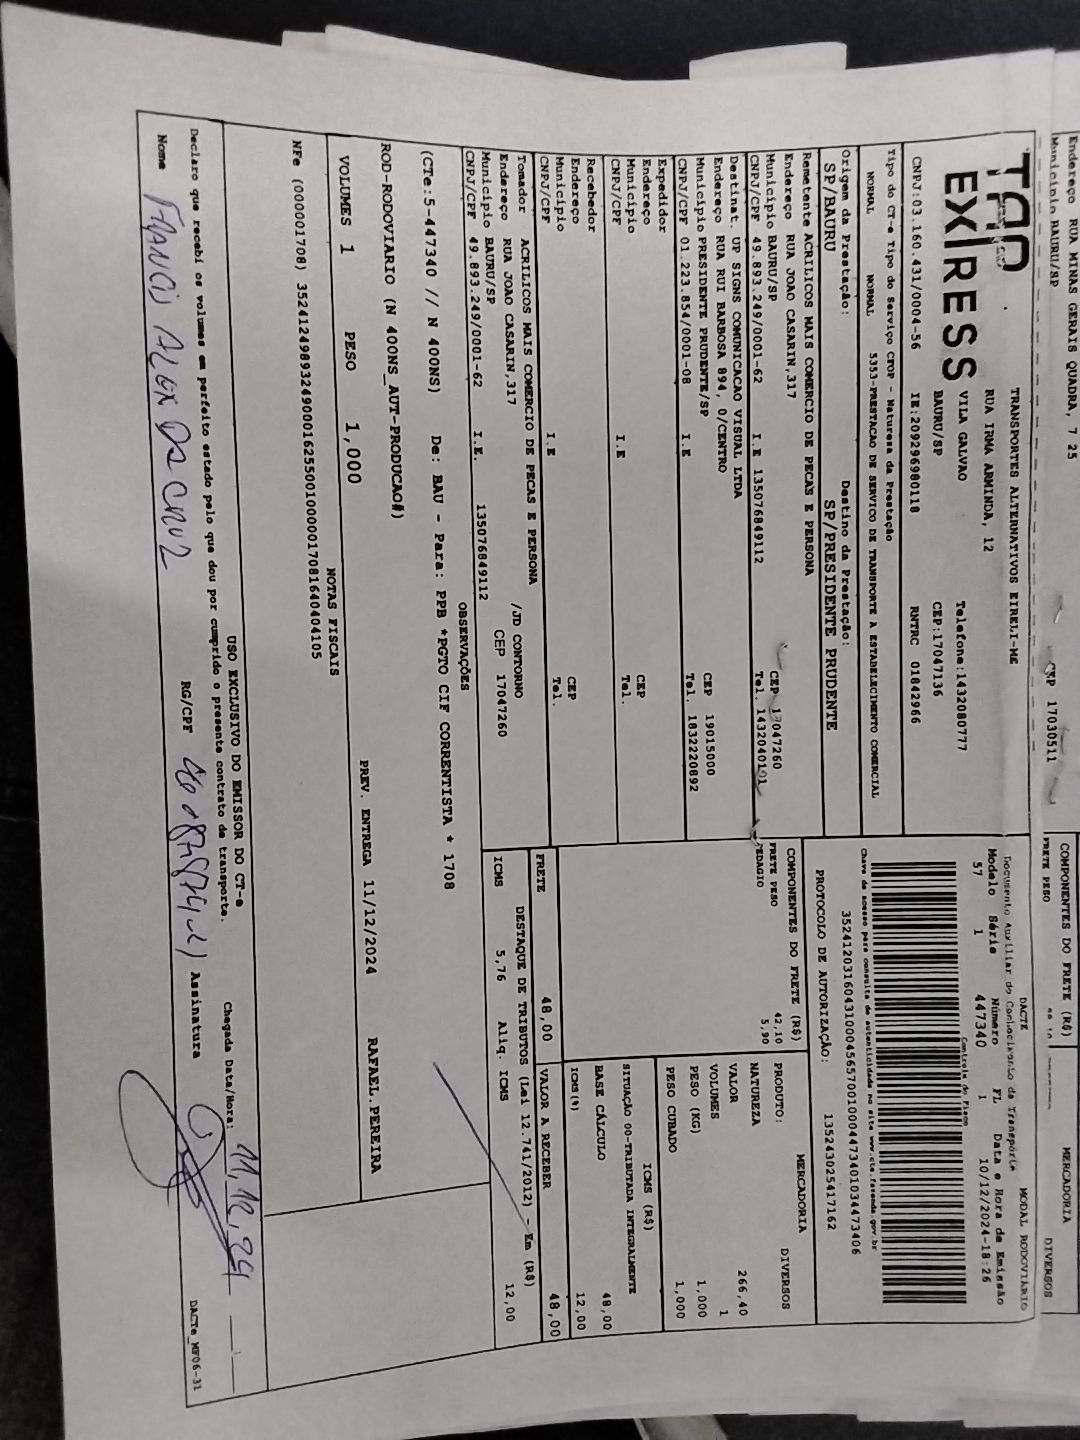 Endereço RUA MINAS GERAIS QUADRA, 7 25
Município BAURU/SP CEP 17030511
COMPONENTES DO FRETE (R$) MERCADORIA
FRETE PESO DIVERSOS
TAP EXPRESS
TRANSPORTES ALTERNATIVOS EIRELI-ME
RUA IRMA ARMINDA, 12
VILA GALVAO Telefone:1432080777
BAURU/SP CEP:17047136
CNPJ:03.160.431/0004-56 IE:209296980118 RNTRC 01842966
DACTE MODAL RODOVIÁRIO
Documento Auxiliar do Conhecimento de Transporte
Modelo Série Número FL Data e Hora de Emissão
57 1 447340 1 10/12/2024-18:26
Controle do Fisco
Tipo do CT-e Tipo do Serviço CFOP - Natureza da Prestação
NORMAL NORMAL 5353-PRESTACAO DE SERVICO DE TRANSPORTE A ESTABELECIMENTO COMERCIAL
Chave de acesso para consulta de autenticidade no site www.cte.fazenda.gov.br
Origem da Prestação: Destino da Prestação:
SP/BAURU SP/PRESIDENTE PRUDENTE
PROTOCOLO DE AUTORIZAÇÃO: 135243025417162
Remetente ACRILICOS MAIS COMERCIO DE PECAS E PERSONA
Endereço RUA JOAO CASARIN,317
Município BAURU/SP CEP 17047260
CNPJ/CPF 49.893.249/0001-62 I.E 135076849112 Tel.
Destinat. UP SIGNS COMUNICACAO VISUAL LTDA
Endereço RUA RUI BARBOSA 894, 0/CENTRO
Município PRESIDENTE PRUDENTE/SP CEP 19015000
CNPJ/CPF 01.223.854/0001-08 I.E Tel. 1832220892
Expedidor
Endereço
Município CEP
CNPJ/CPF I.E Tel.
Recebedor
Endereço
Município CEP
CNPJ/CPF I.E Tel.
Tomador ACRILICOS MAIS COMERCIO DE PECAS E PERSONA
Endereço RUA JOAO CASARIN,317 /JD CONTORNO
Município BAURU/SP CEP 17047260
CNPJ/CPF 49.893.249/0001-62 I.E. 135076849112
COMPONENTES DO FRETE (R$)
FRETE PESO 42,10
PEDAGIO 5,90
FRETE 48,00
MERCADORIA
PRODUTO: DIVERSOS
NATUREZA
VALOR 266,40
VOLUMES 1
PESO (KG) 1,000
PESO CUBADO 1,000
ICMS (R$)
SITUAÇÃO 00-TRIBUTADA INTEGRALMENTE
BASE CÁLCULO 48,00
ICMS(%) 12,00
VALOR A RECEBER 48,00
DESTAQUE DE TRIBUTOS (Lei 12.741/2012) - Em (R$)
ICMS 5,76 Aliq. ICMS 12,00
OBSERVAÇÕES
(CTe:5-447340 // N 400NS) De: BAU - Para: PPB *PGTO CIF CORRENTISTA * 1708
ROD-RODOVIARIO (N 400NS_AUT-PRODUCAO#)
PREV. ENTREGA 11/12/2024 RAFAEL.PEREIRA
VOLUMES 1 PESO 1,000
NOTAS FISCAIS
USO EXCLUSIVO DO EMISSOR DO CT-e
Declaro que recebi os volumes em perfeito estado pelo que dou por cumprido o presente contrato de transporte.
Chegada Data/Hora: 11,12,24
Nome RG/CPF Assinatura
DACTe_MF06-31